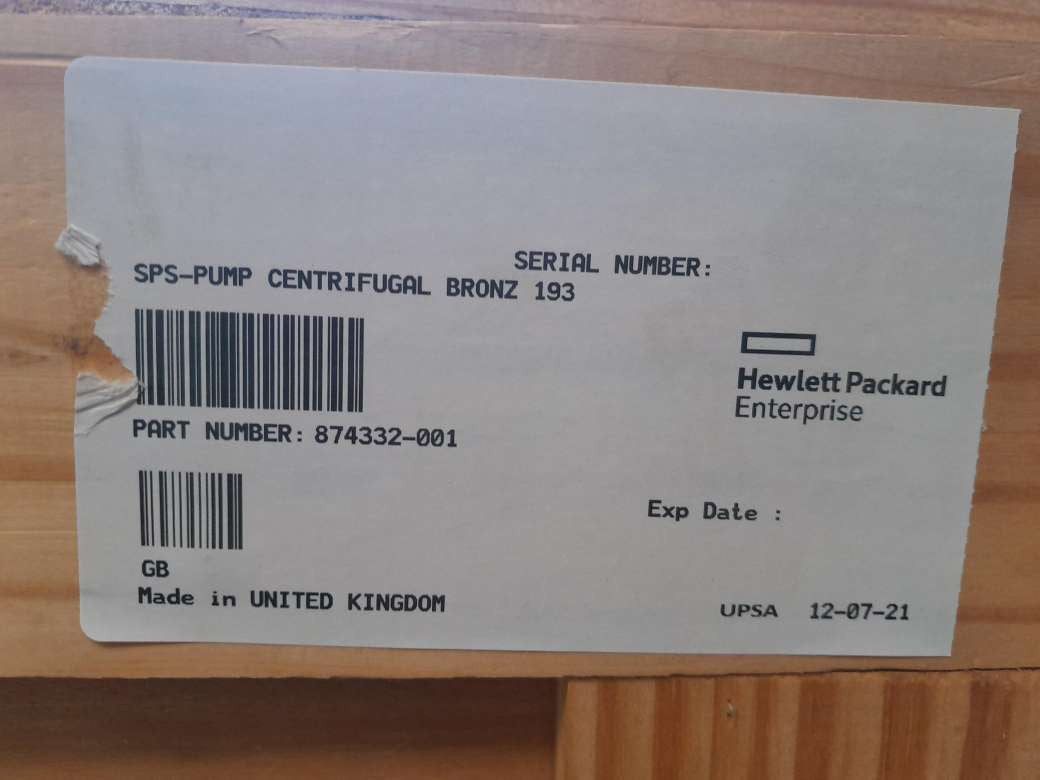 SERIAL NUMBER:
SPS-PUMP CENTRIFUGAL BRONZ 193
Hewlett Packard
Enterprise
PART NUMBER: 874332-001
Exp Date :
GB
Made in UNITED KINGDOM
UPSA 12-07-21